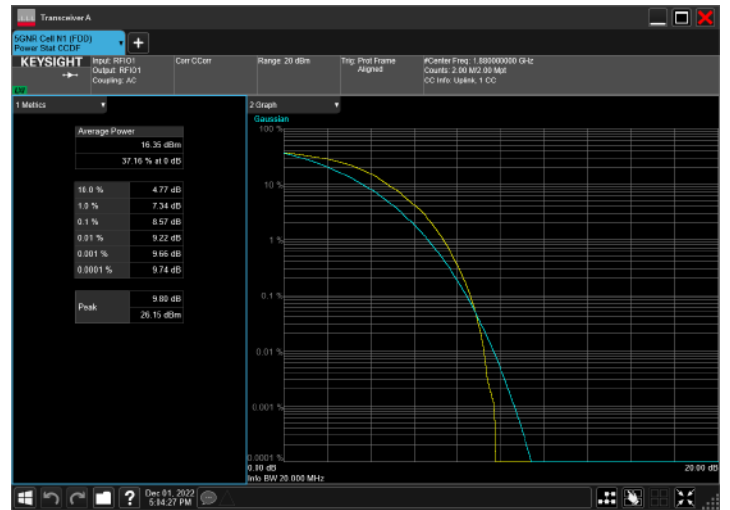 Transceiver A
5GNR Cell N1 (FDD)
Power Stat CCDF
KEYSIGHT
Input: RFIO1
Output: RFIO1
Coupling: AC
Corr CCorr
Range: 20 dBm
Trig: Prot Frame
Aligned
#Center Freq: 1.880000000 GHz
Counts: 2.00 M/2.00 Mpt
CC Info: Uplink, 1 CC
1 Metrics
Average Power
16.35 dBm
37.16 % at 0 dB
10.0 % 4.77 dB
1.0 % 7.34 dB
0.1 % 8.57 dB
0.01 % 9.22 dB
0.001 % 9.66 dB
0.0001 % 9.74 dB
Peak
9.80 dB
26.15 dBm
2 Graph
Gaussian
100 %
10 %
1 %
0.1 %
0.01 %
0.001 %
0.0001 %
0.00 dB
20.00 dB
Info BW 20.000 MHz
?
Dec 01, 2022
5:14:27 PM